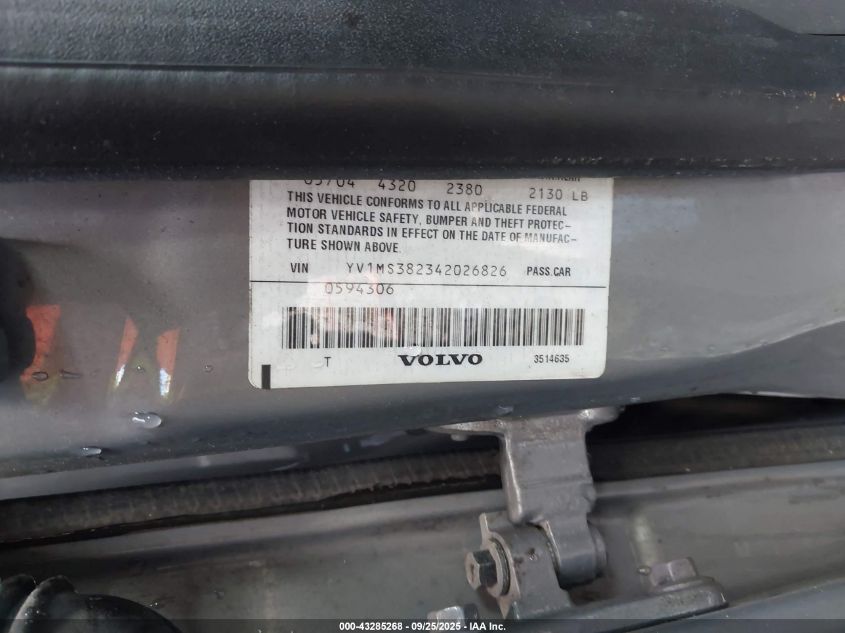 05/04 4320 2380 2130 LB
THIS VEHICLE CONFORMS TO ALL APPLICABLE FEDERAL
MOTOR VEHICLE SAFETY, BUMPER AND THEFT PROTEC-
TION STANDARDS IN EFFECT ON THE DATE OF MANUFAC-
TURE SHOWN ABOVE.
VIN YV1MS382342026826 PASS.CAR
0594306
T VOLVO 3514635
000-43285268 - 09/25/2025 - IAA Inc.